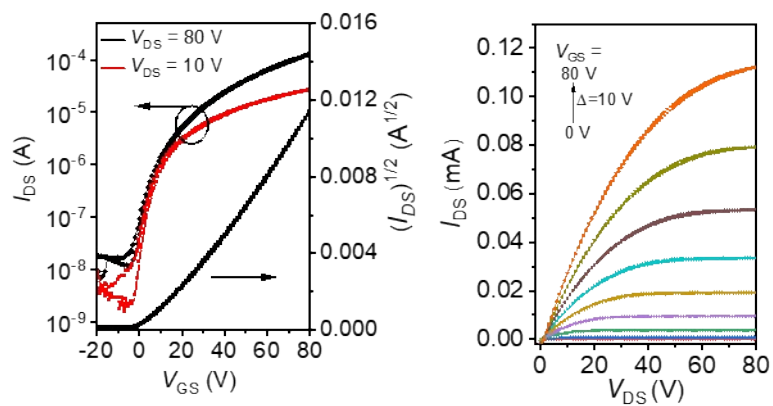 V_DS = 80 V
V_DS = 10 V
10⁻⁴
10⁻⁵
10⁻⁶
10⁻⁷
10⁻⁸
10⁻⁹
I_DS (A)
-20 0 20 40 60 80
V_GS (V)
0.016
0.012
0.008
0.004
0.000
(I_DS)^1/2 (A^1/2)
V_GS =
80 V
Δ=10 V
0 V
0.12
0.10
0.08
0.06
0.04
0.02
0.00
I_DS (mA)
0 20 40 60 80
V_DS (V)